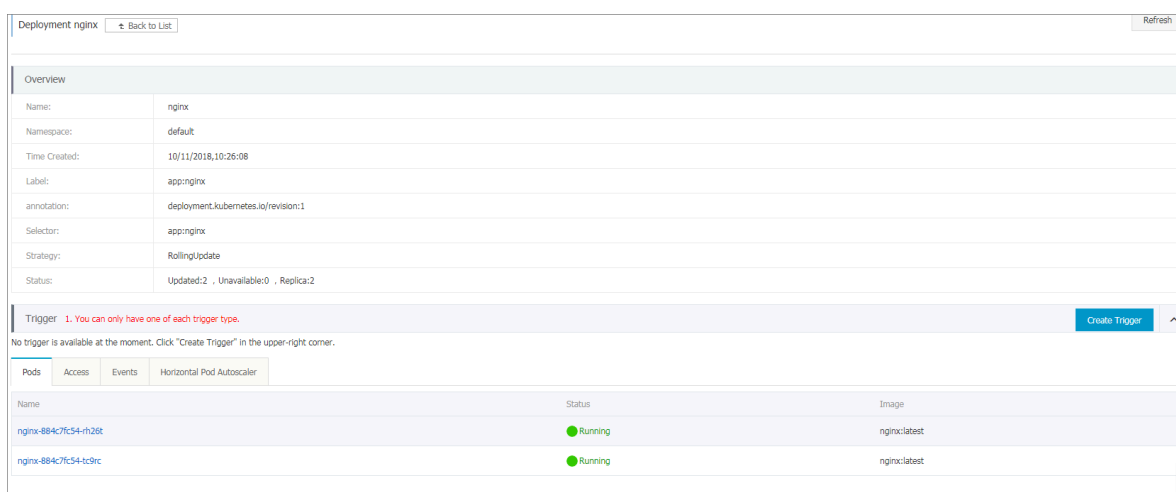 Deployment nginx Back to List Refresh
Overview
Name: nginx
Namespace: default
Time Created: 10/11/2018,10:26:08
Label: app:nginx
annotation: deployment.kubernetes.io/revision:1
Selector: app:nginx
Strategy: RollingUpdate
Status: Updated:2 , Unavailable:0 , Replica:2
Trigger 1. You can only have one of each trigger type. Create Trigger
No trigger is available at the moment. Click "Create Trigger" in the upper-right corner.
Pods Access Events Horizontal Pod Autoscaler
Name Status Image
nginx-884c7fc54-rh26t Running nginx:latest
nginx-884c7fc54-tc9rc Running nginx:latest